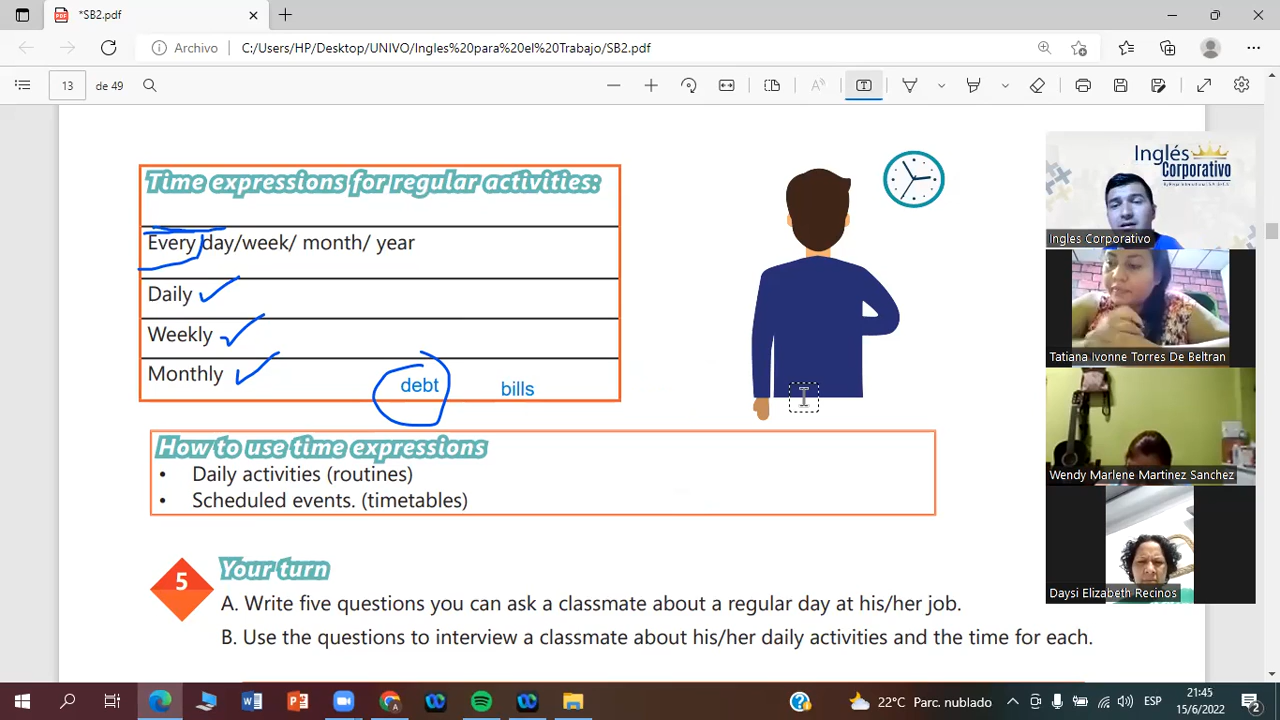 *SB2.pdf
Archivo
C:/Users/HP/Desktop/UNIVO/Ingles%20para%20el%20Trabajo/SB2.pdf
13 de 49
Time expressions for regular activities:
Every day/week/ month/ year
Daily
Weekly
Monthly
debt bills
How to use time expressions
• Daily activities (routines)
• Scheduled events. (timetables)
5 Your turn
A. Write five questions you can ask a classmate about a regular day at his/her job.
B. Use the questions to interview a classmate about his/her daily activities and the time for each.
Inglés
Corporativo
Ingles Corporativo
Tatiana Ivonne Torres De Beltran
Wendy Marlene Martinez Sanchez
Daysi Elizabeth Recinos
22°C Parc. nublado
ESP
21:45
15/6/2022
2